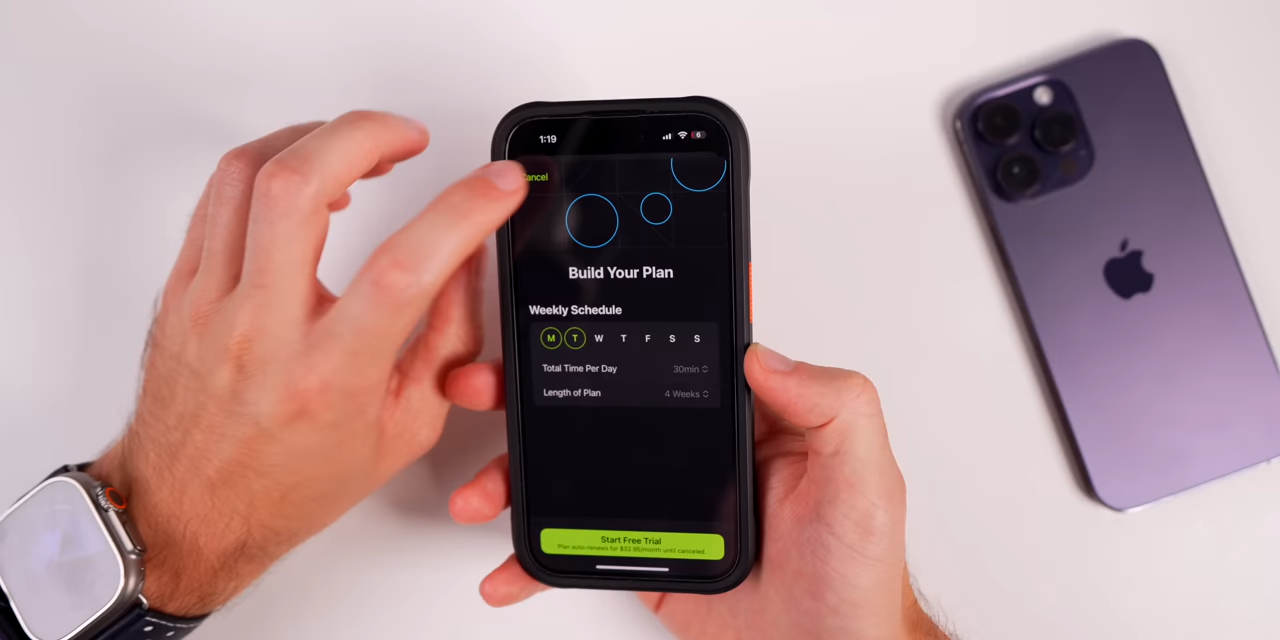 1:19
6
Cancel
Build Your Plan
Weekly Schedule
M T W T F S S
Total Time Per Day 30min
Length of Plan 4 Weeks
Start Free Trial
Plan auto-renews for $32.95/month until canceled.